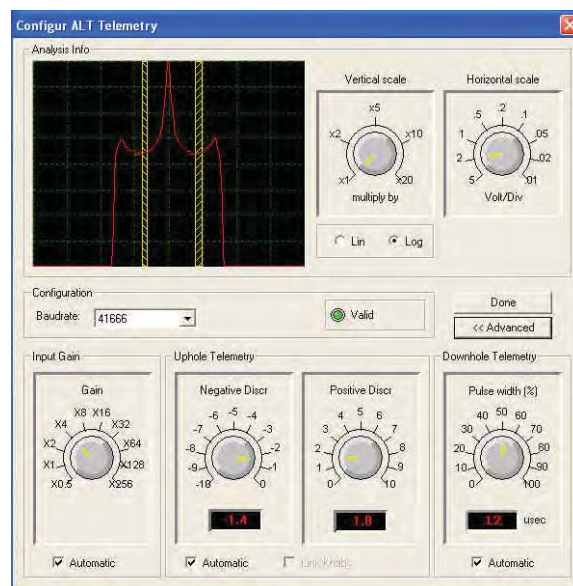 Configur ALT Telemetry
Analysis Info
Vertical scale
x1
x2
x5
x10
x20
multiply by
Lin
Log
Horizontal scale
5
2
1
.5
.2
.1
.05
.02
.01
Volt/Div
Configuration
Baudrate:
41666
Valid
Done
<< Advanced
Input Gain
Gain
X0.5
X1
X2
X4
X8
X16
X32
X64
X128
X256
Automatic
Uphole Telemetry
Negative Discr
-10
-9
-8
-7
-6
-5
-4
-3
-2
-1
0
-1.4
Automatic
Positive Discr
0
1
2
3
4
5
6
7
8
9
10
1.8
Link Knobs
Downhole Telemetry
Pulse width (%)
0
10
20
30
40
50
60
70
80
90
100
12
usec
Automatic